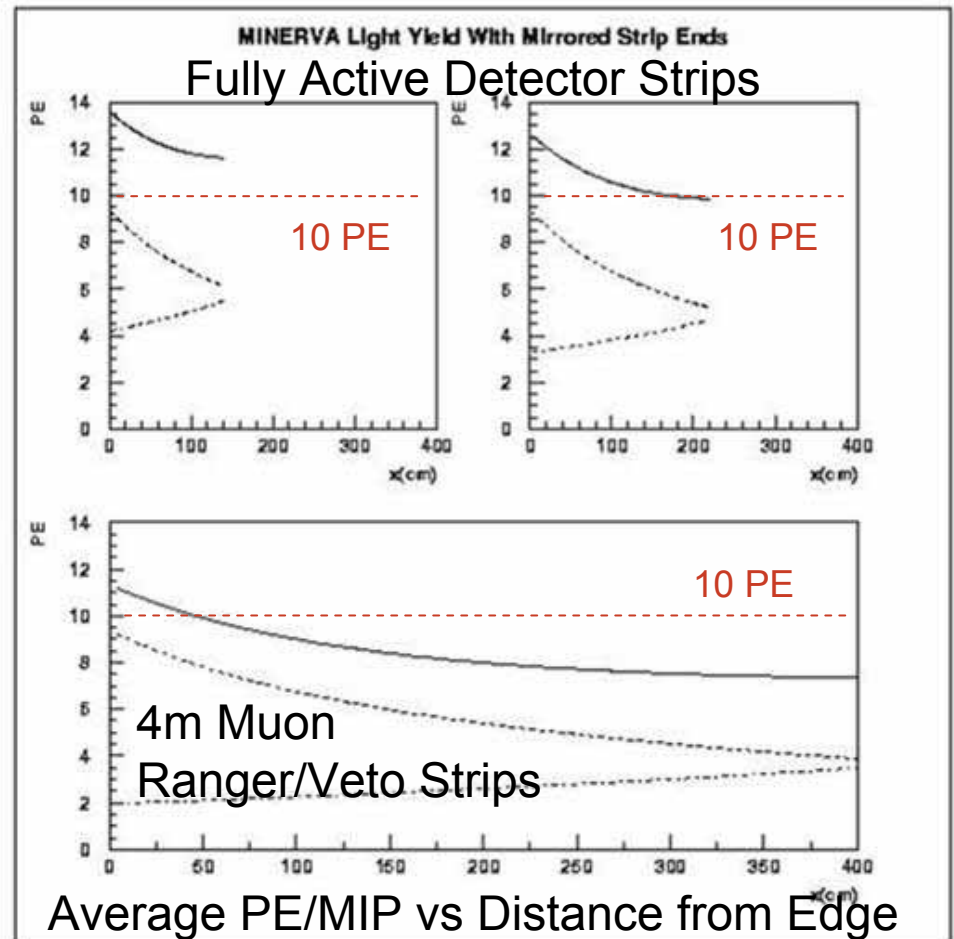 MINERVA Light Yield With Mirrored Strip Ends
Fully Active Detector Strips
PE
14
12
10
8
6
4
2
0
10 PE
0 100 200 300 400
x(cm)
PE
14
12
10
8
6
4
2
0
10 PE
0 100 200 300 400
x(cm)
PE
14
12
10
8
6
4
2
0
10 PE
4m Muon
Ranger/Veto Strips
0 50 100 150 200 250 300 350 400
x(cm)
Average PE/MIP vs Distance from Edge